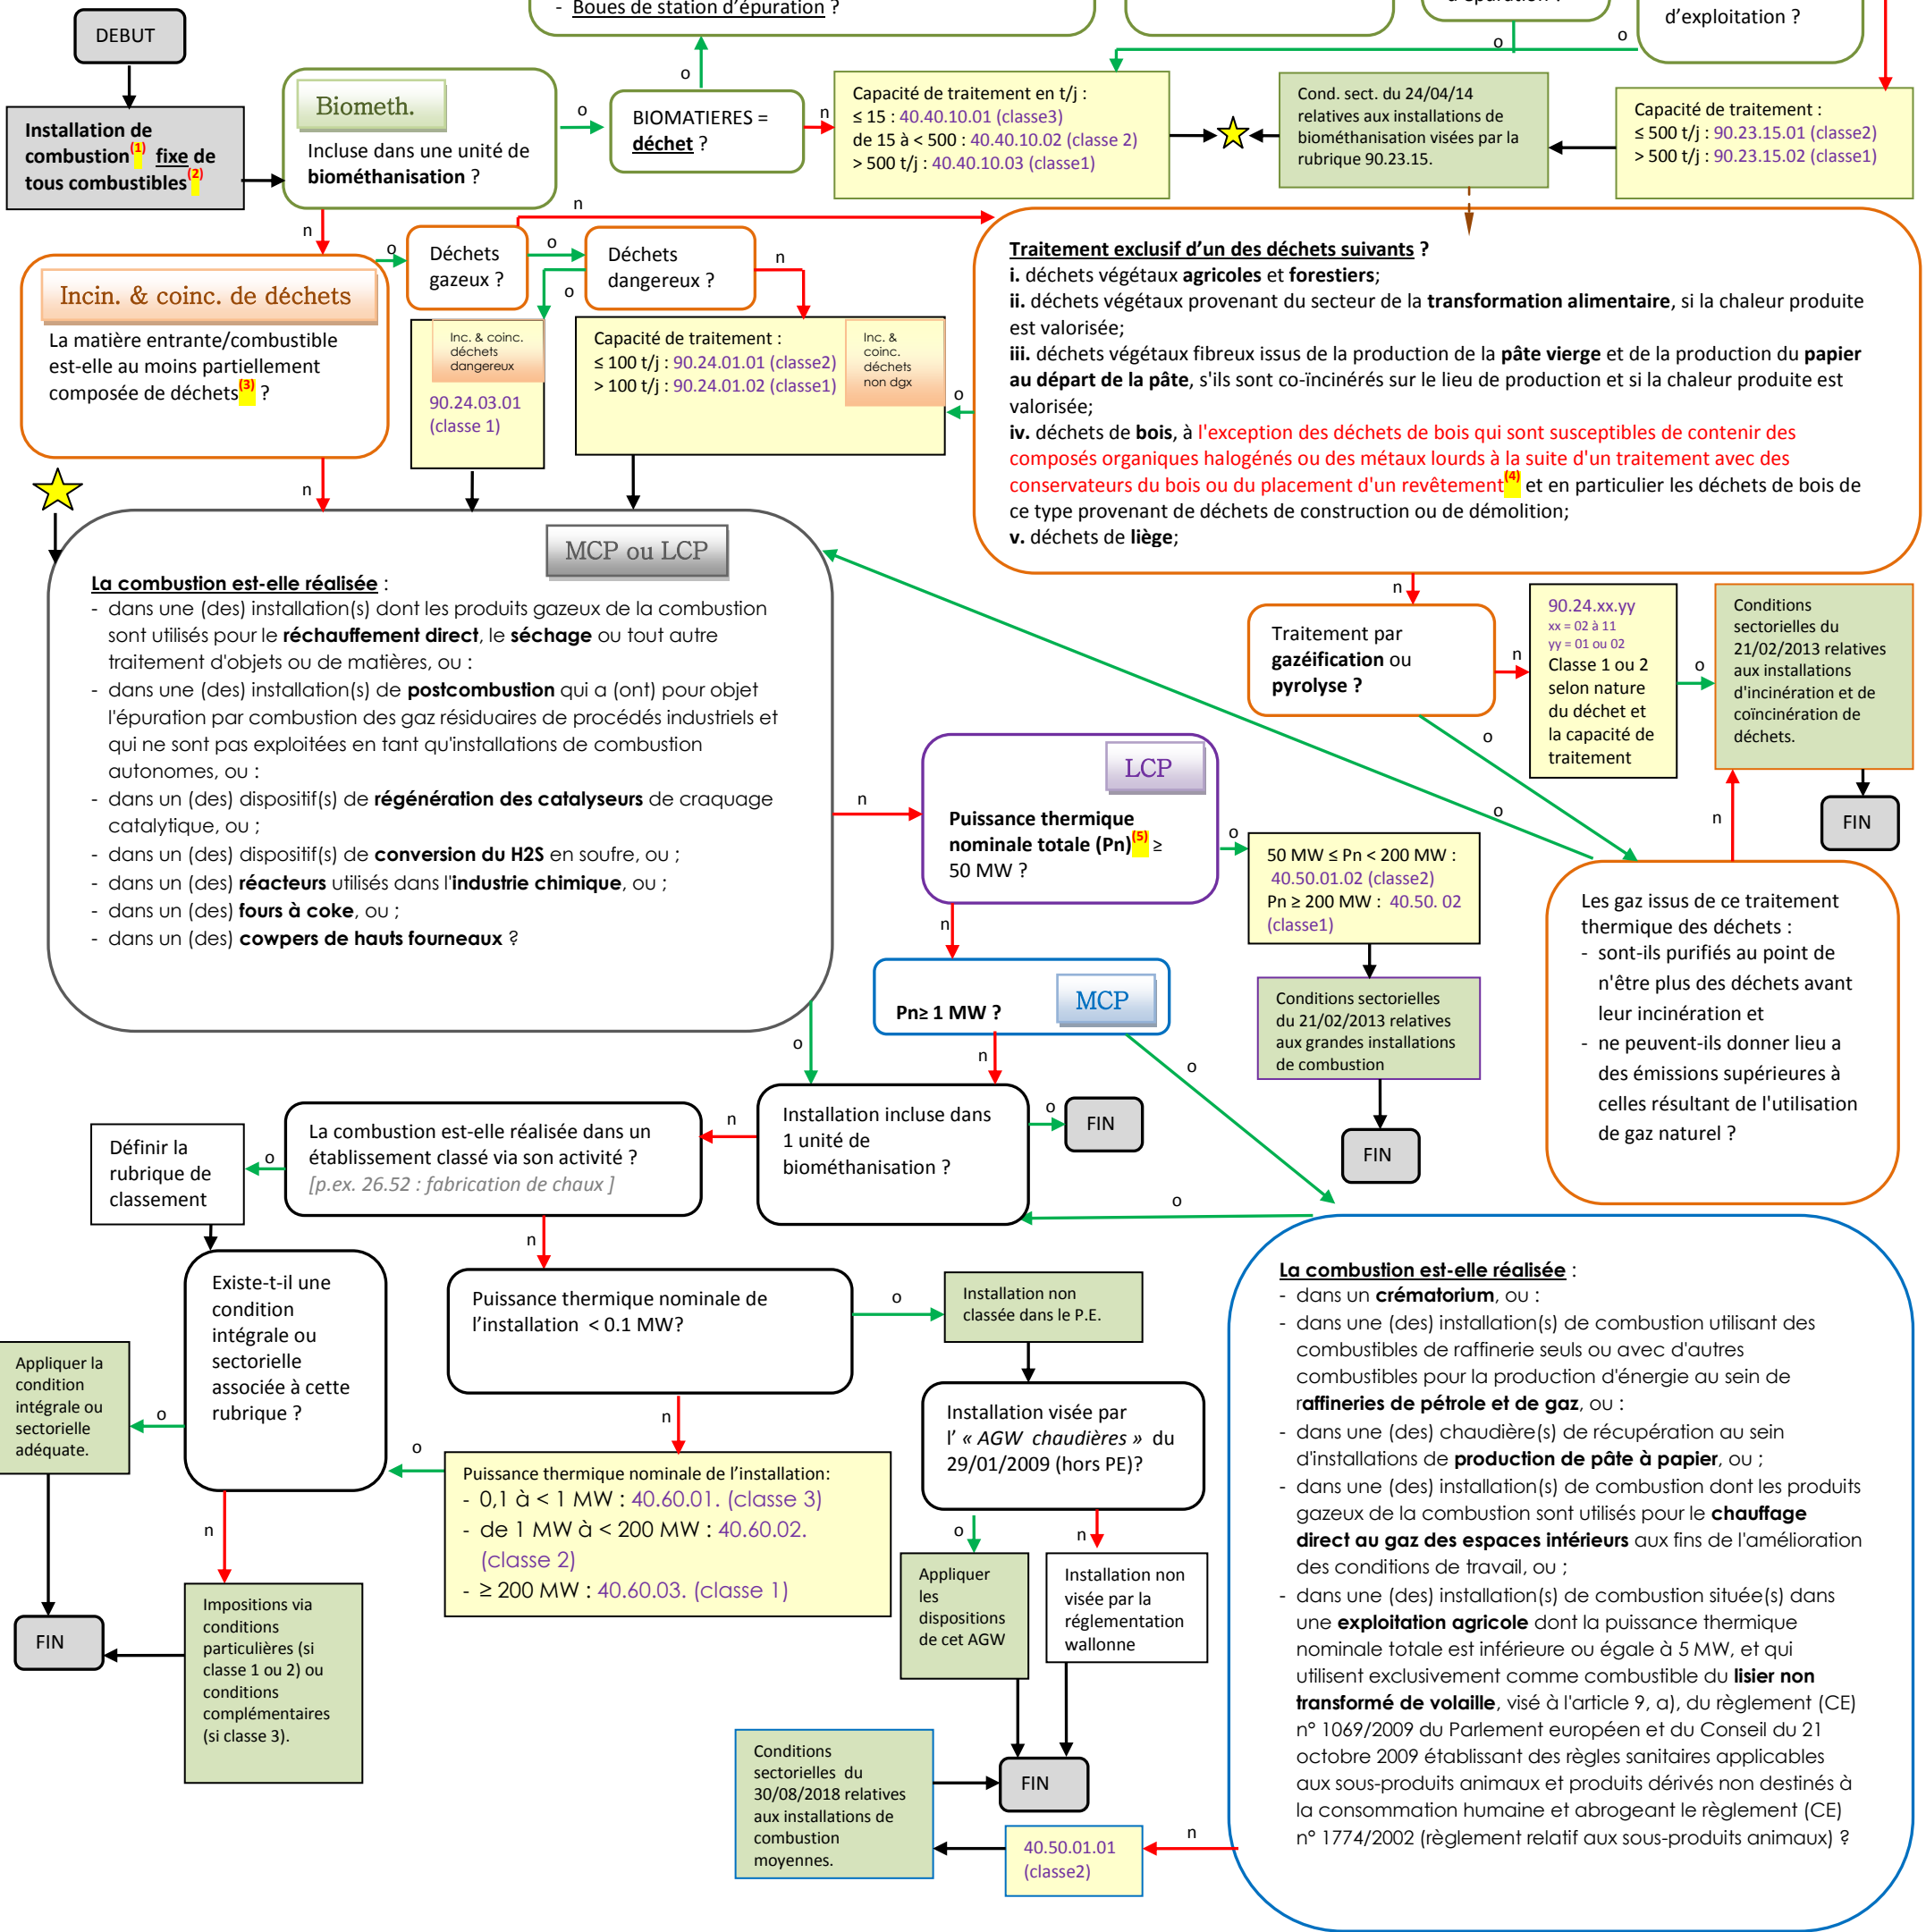 - Boues de station d'épuration ?
d'exploitation ?
DEBUT
o
o
o
Biometh.
Incluse dans une unité de
biométhanisation ?
o
BIOMATIERES =
déchet ?
n
Capacité de traitement en t/j :
≤ 15 : 40.40.10.01 (classe3)
de 15 à < 500 : 40.40.10.02 (classe 2)
> 500 t/j : 40.40.10.03 (classe1)
Cond. sect. du 24/04/14
relatives aux installations de
biométhanisation visées par la
rubrique 90.23.15.
Capacité de traitement :
≤ 500 t/j : 90.23.15.01 (classe2)
> 500 t/j : 90.23.15.02 (classe1)
Installation de
combustion(1) fixe de
tous combustibles(2)
n
n
Incin. & coinc. de déchets
La matière entrante/combustible
est-elle au moins partiellement
composée de déchets(3) ?
o
Déchets
gazeux ?
o
Déchets
dangereux ?
n
o
Inc. & coinc.
déchets
dangereux
90.24.03.01
(classe 1)
Capacité de traitement :
≤ 100 t/j : 90.24.01.01 (classe2)
> 100 t/j : 90.24.01.02 (classe1)
Inc. &
coinc.
déchets
non dgx
o
Traitement exclusif d'un des déchets suivants ?
i. déchets végétaux agricoles et forestiers;
ii. déchets végétaux provenant du secteur de la transformation alimentaire, si la chaleur produite
est valorisée;
iii. déchets végétaux fibreux issus de la production de la pâte vierge et de la production du papier
au départ de la pâte, s'ils sont co-ïncinérés sur le lieu de production et si la chaleur produite est
valorisée;
iv. déchets de bois, à l'exception des déchets de bois qui sont susceptibles de contenir des
composés organiques halogénés ou des métaux lourds à la suite d'un traitement avec des
conservateurs du bois ou du placement d'un revêtement(4) et en particulier les déchets de bois de
ce type provenant de déchets de construction ou de démolition;
v. déchets de liège;
n
n
MCP ou LCP
La combustion est-elle réalisée :
- dans une (des) installation(s) dont les produits gazeux de la combustion
sont utilisés pour le réchauffement direct, le séchage ou tout autre
traitement d'objets ou de matières, ou :
- dans une (des) installation(s) de postcombustion qui a (ont) pour objet
l'épuration par combustion des gaz résiduaires de procédés industriels et
qui ne sont pas exploitées en tant qu'installations de combustion
autonomes, ou :
- dans un (des) dispositif(s) de régénération des catalyseurs de craquage
catalytique, ou ;
- dans un (des) dispositif(s) de conversion du H2S en soufre, ou ;
- dans un (des) réacteurs utilisés dans l'industrie chimique, ou ;
- dans un (des) fours à coke, ou ;
- dans un (des) cowpers de hauts fourneaux ?
Traitement par
gazéification ou
pyrolyse ?
n
90.24.xx.yy
xx = 02 à 11
yy = 01 ou 02
Classe 1 ou 2
selon nature
du déchet et
la capacité de
traitement
o
Conditions
sectorielles du
21/02/2013 relatives
aux installations
d'incinération et de
coïncinération de
déchets.
o
o
n
FIN
n
LCP
Puissance thermique
nominale totale (Pn)(5) ≥
50 MW ?
o
50 MW ≤ Pn < 200 MW :
40.50.01.02 (classe2)
Pn ≥ 200 MW : 40.50. 02
(classe1)
Les gaz issus de ce traitement
thermique des déchets :
- sont-ils purifiés au point de
n'être plus des déchets avant
leur incinération et
- ne peuvent-ils donner lieu a
des émissions supérieures à
celles résultant de l'utilisation
de gaz naturel ?
n
MCP
Pn≥ 1 MW ?
Conditions sectorielles
du 21/02/2013 relatives
aux grandes installations
de combustion
FIN
o
n
o
Installation incluse dans
1 unité de
biométhanisation ?
o
FIN
n
La combustion est-elle réalisée dans un
établissement classé via son activité ?
[p.ex. 26.52 : fabrication de chaux ]
o
Définir la
rubrique de
classement
o
n
Existe-t-il une
condition
intégrale ou
sectorielle
associée à cette
rubrique ?
Puissance thermique nominale de
l'installation < 0.1 MW?
o
Installation non
classée dans le P.E.
Appliquer la
condition
intégrale ou
sectorielle
adéquate.
o
n
o
Puissance thermique nominale de l'installation:
- 0,1 à < 1 MW : 40.60.01. (classe 3)
- de 1 MW à < 200 MW : 40.60.02.
(classe 2)
- ≥ 200 MW : 40.60.03. (classe 1)
Installation visée par
l' « AGW chaudières » du
29/01/2009 (hors PE)?
n
o
n
Impositions via
conditions
particulières (si
classe 1 ou 2) ou
conditions
complémentaires
(si classe 3).
FIN
Appliquer
les
dispositions
de cet AGW
Installation non
visée par la
réglementation
wallonne
La combustion est-elle réalisée :
- dans un crématorium, ou :
- dans une (des) installation(s) de combustion utilisant des
combustibles de raffinerie seuls ou avec d'autres
combustibles pour la production d'énergie au sein de
raffineries de pétrole et de gaz, ou :
- dans une (des) chaudière(s) de récupération au sein
d'installations de production de pâte à papier, ou ;
- dans une (des) installation(s) de combustion dont les produits
gazeux de la combustion sont utilisés pour le chauffage
direct au gaz des espaces intérieurs aux fins de l'amélioration
des conditions de travail, ou ;
- dans une (des) installation(s) de combustion située(s) dans
une exploitation agricole dont la puissance thermique
nominale totale est inférieure ou égale à 5 MW, et qui
utilisent exclusivement comme combustible du lisier non
transformé de volaille, visé à l'article 9, a), du règlement (CE)
n° 1069/2009 du Parlement européen et du Conseil du 21
octobre 2009 établissant des règles sanitaires applicables
aux sous-produits animaux et produits dérivés non destinés à
la consommation humaine et abrogeant le règlement (CE)
n° 1774/2002 (règlement relatif aux sous-produits animaux) ?
Conditions
sectorielles du
30/08/2018 relatives
aux installations de
combustion
moyennes.
FIN
40.50.01.01
(classe2)
n